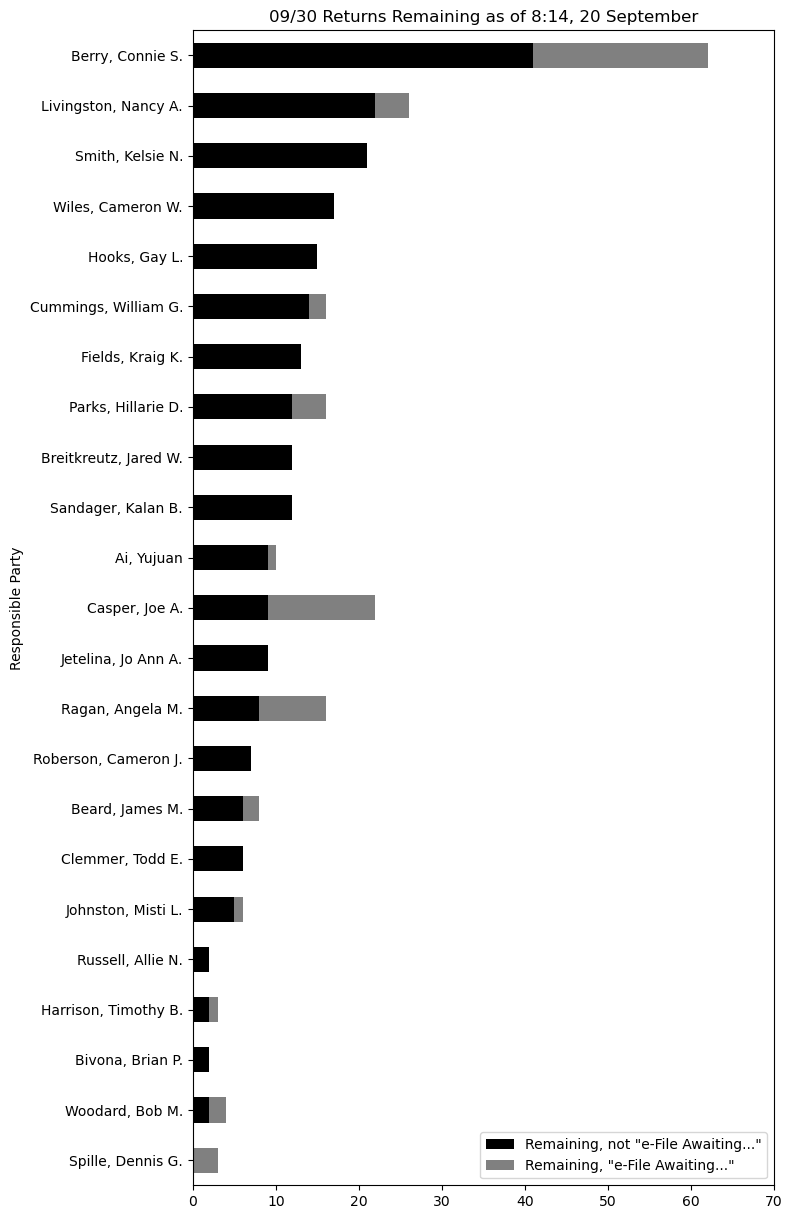 09/30 Returns Remaining as of 8:14, 20 September
Responsible Party
Berry, Connie S.
Livingston, Nancy A.
Smith, Kelsie N.
Wiles, Cameron W.
Hooks, Gay L.
Cummings, William G.
Fields, Kraig K.
Parks, Hillarie D.
Breitkreutz, Jared W.
Sandager, Kalan B.
Ai, Yujuan
Casper, Joe A.
Jetelina, Jo Ann A.
Ragan, Angela M.
Roberson, Cameron J.
Beard, James M.
Clemmer, Todd E.
Johnston, Misti L.
Russell, Allie N.
Harrison, Timothy B.
Bivona, Brian P.
Woodard, Bob M.
Spille, Dennis G.
Remaining, not "e-File Awaiting..."
Remaining, "e-File Awaiting..."
0 10 20 30 40 50 60 70